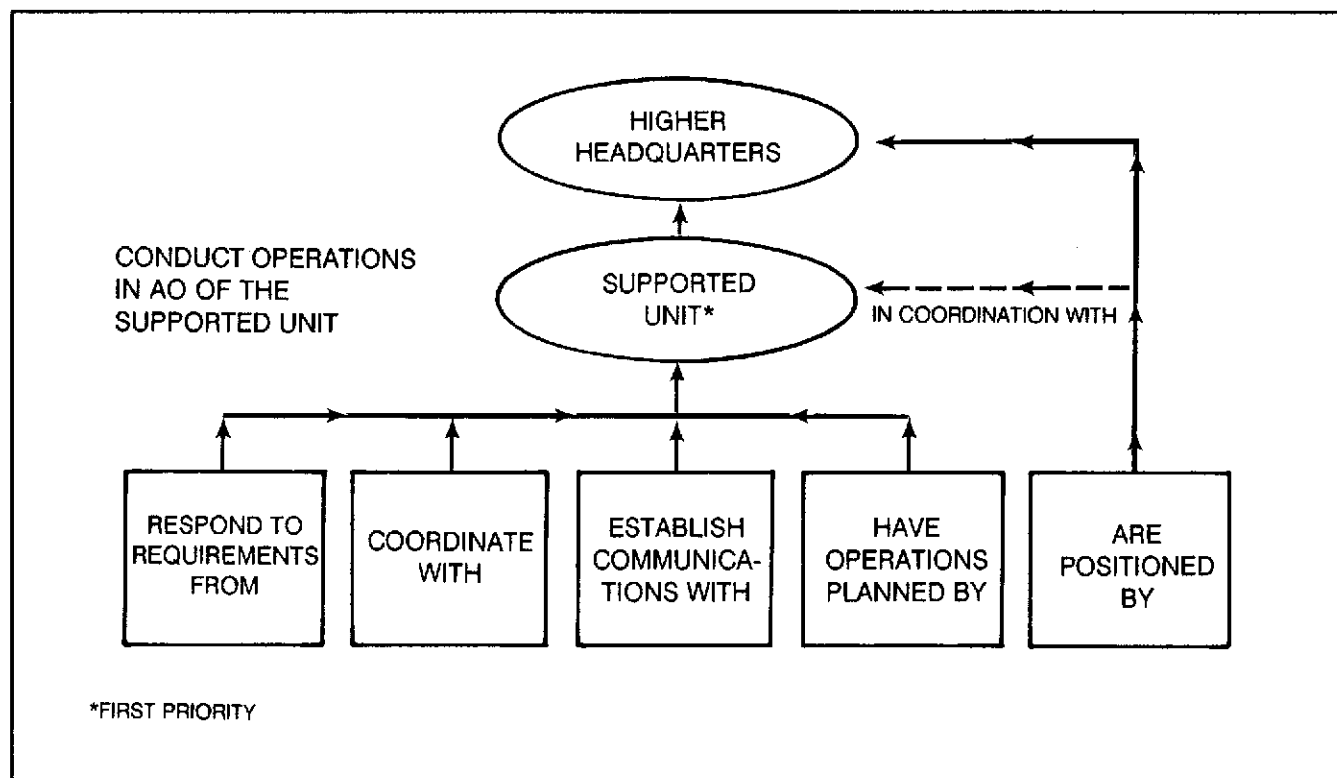 HIGHER
HEADQUARTERS
CONDUCT OPERATIONS
IN AO OF THE
SUPPORTED UNIT
SUPPORTED
UNIT*
IN COORDINATION WITH
RESPOND TO
REQUIREMENTS
FROM
COORDINATE
WITH
ESTABLISH
COMMUNICA-
TIONS WITH
HAVE
OPERATIONS
PLANNED BY
ARE
POSITIONED
BY
*FIRST PRIORITY